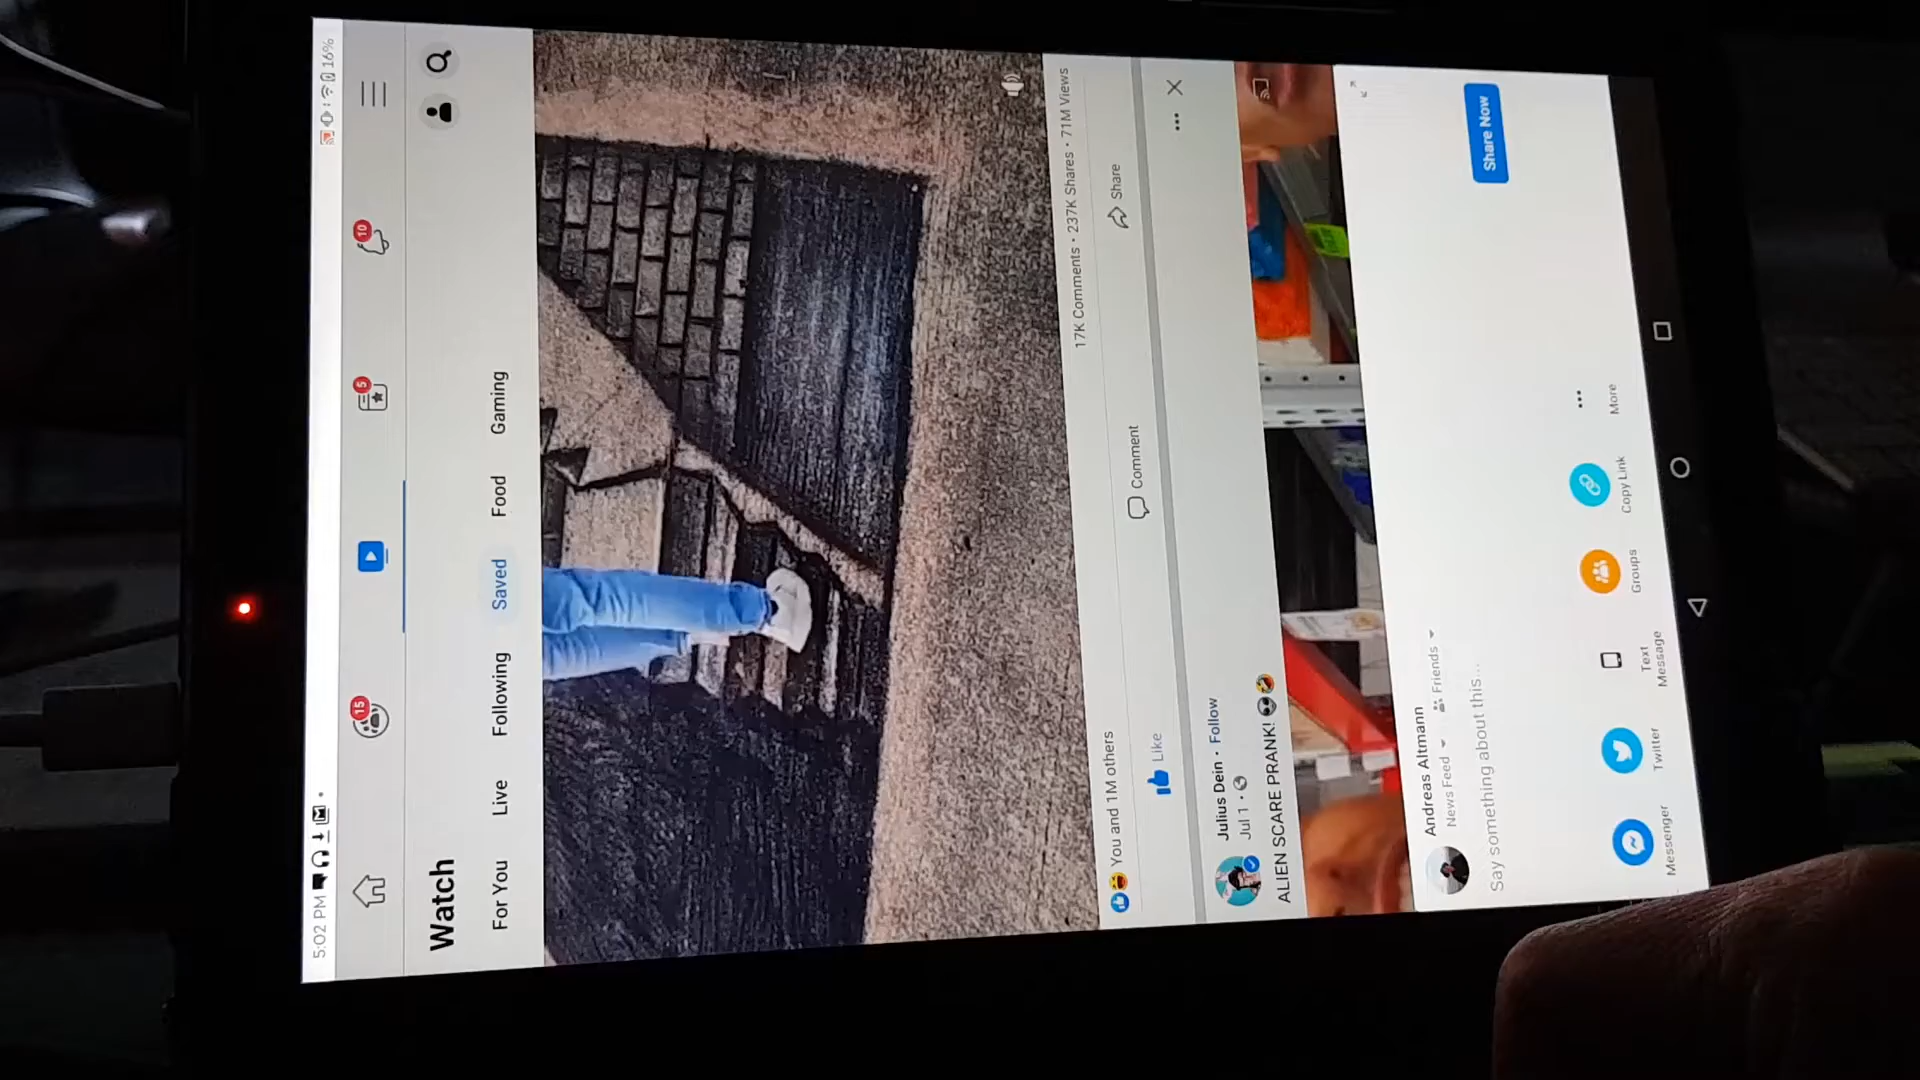 5:02 PM
16%
15
5
10
Watch
For You Live Following Saved Food Gaming
You and 1M others
17K Comments • 237K Shares • 71M Views
Like Comment Share
Julius Dein • Follow
Jul 1 •
ALIEN SCARE PRANK!
Andreas Altmann
News Feed Friends
Say something about this...
Share Now
Messenger
Twitter
Text Message
Groups
Copy Link
More